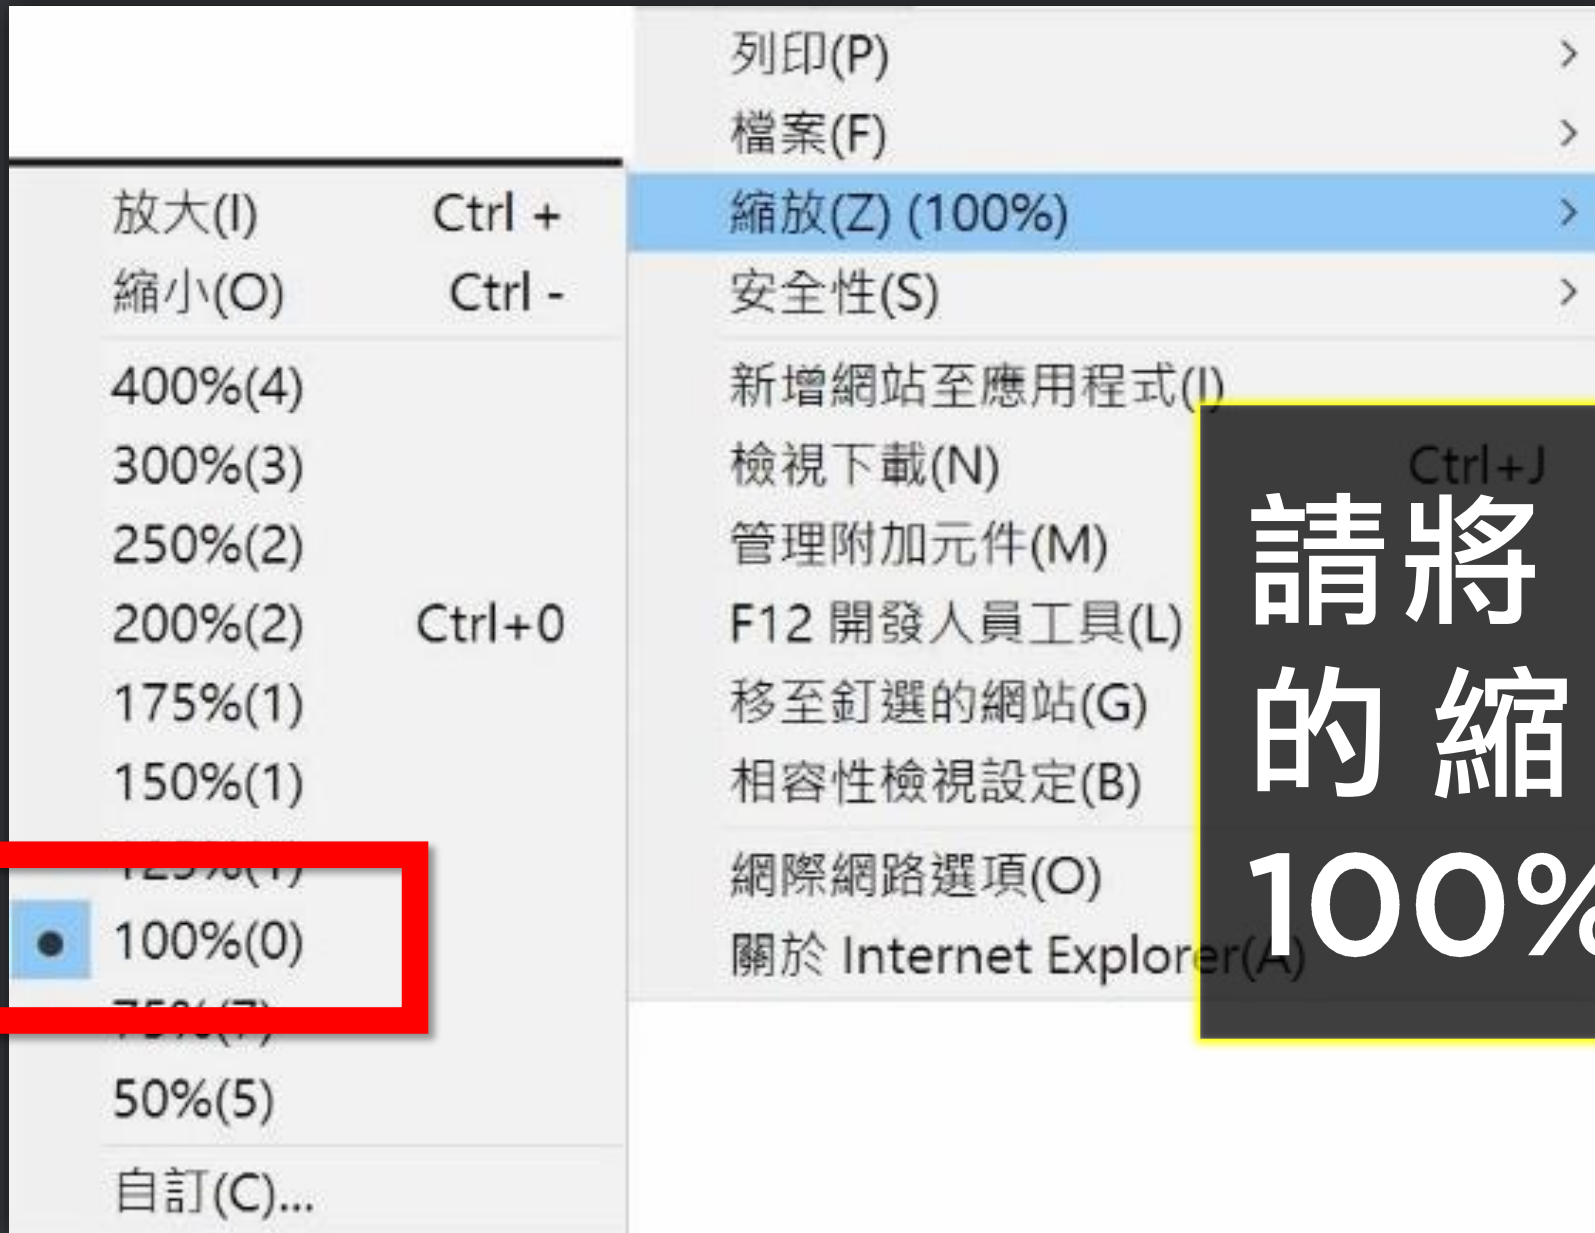 列印(P)
檔案(F)
縮放(Z) (100%)
安全性(S)
新增網站至應用程式(I)
檢視下載(N) Ctrl+J
管理附加元件(M)
F12 開發人員工具(L)
移至釘選的網站(G)
相容性檢視設定(B)
網際網路選項(O)
關於 Internet Explorer(A)
放大(I) Ctrl +
縮小(O) Ctrl -
400%(4)
300%(3)
250%(2)
200%(2) Ctrl+0
175%(1)
150%(1)
125%(1)
100%(0)
75%(7)
50%(5)
自訂(C)...
請將
的 縮
100%